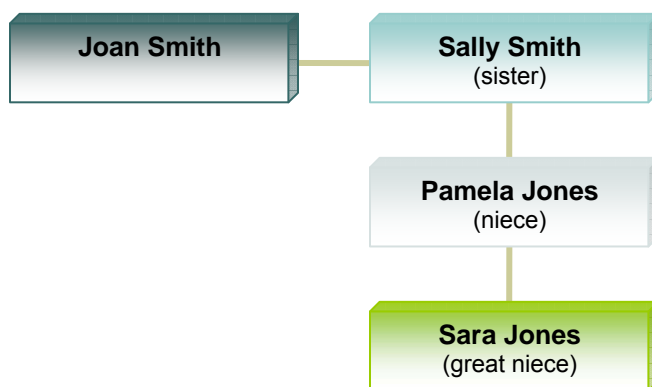 Joan Smith
Sally Smith
(sister)
Pamela Jones
(niece)
Sara Jones
(great niece)